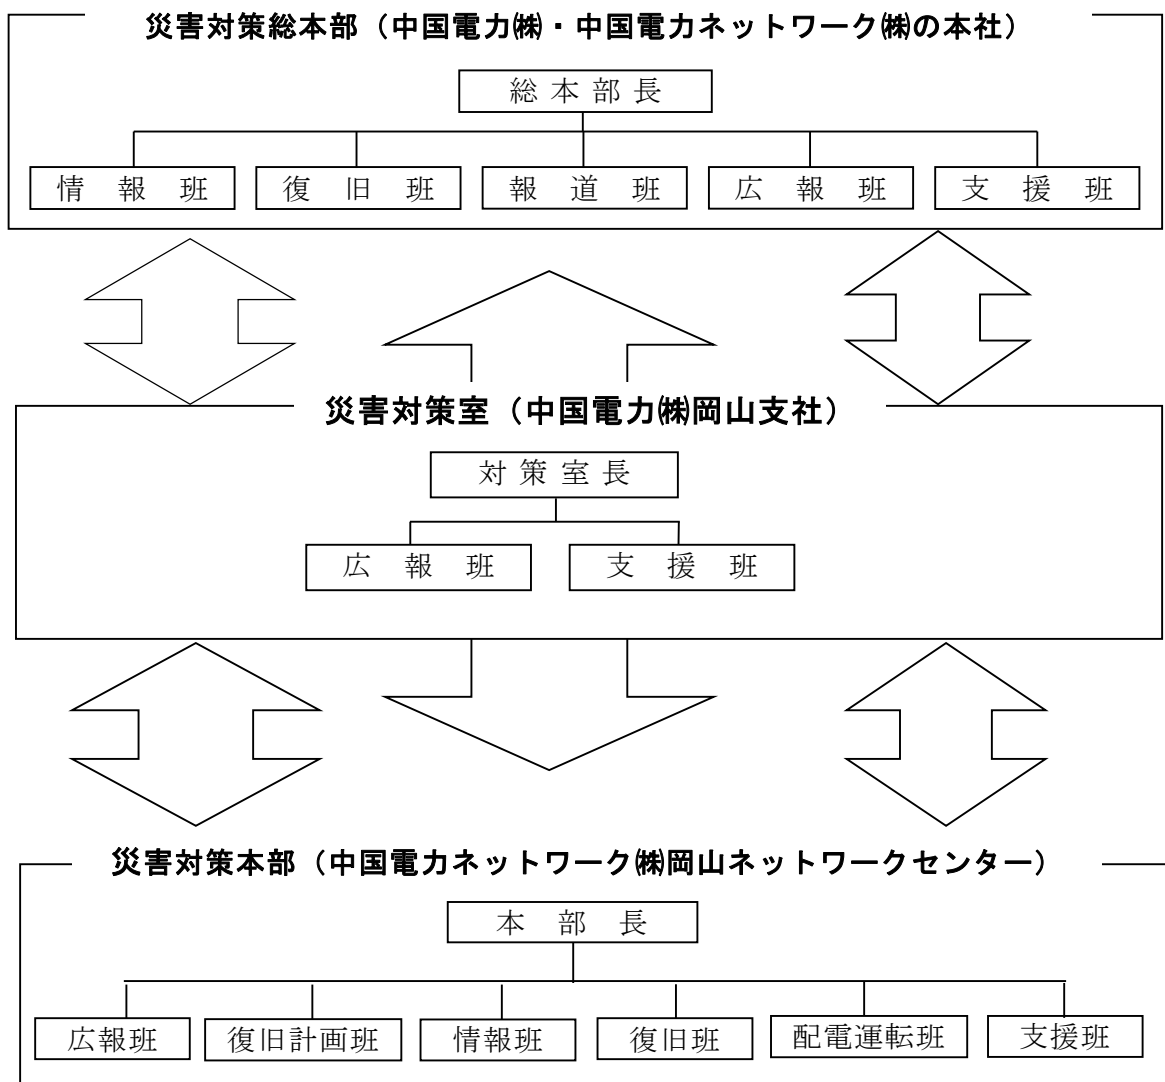 災害対策総本部（中国電力㈱・中国電力ネットワーク㈱の本社）
総本部長
情報班 復旧班 報道班 広報班 支援班
災害対策室（中国電力㈱岡山支社）
対策室長
広報班 支援班
災害対策本部（中国電力ネットワーク㈱岡山ネットワークセンター）
本部長
広報班 復旧計画班 情報班 復旧班 配電運転班 支援班